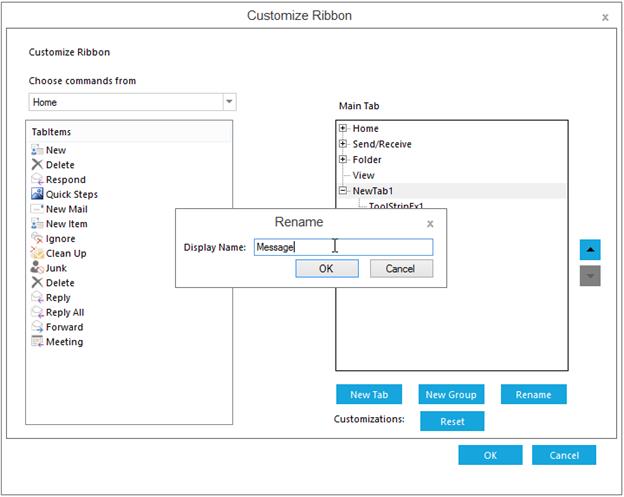 Customize Ribbon
x
Customize Ribbon
Choose commands from
Home
Main Tab
TabItems
New
Delete
Respond
Quick Steps
New Mail
New Item
Ignore
Clean Up
Junk
Delete
Reply
Reply All
Forward
Meeting
Home
Send/Receive
Folder
View
NewTab1
ToolStripEx1
Rename
x
Display Name:
Message
OK
Cancel
New Tab
New Group
Rename
Customizations:
Reset
OK
Cancel